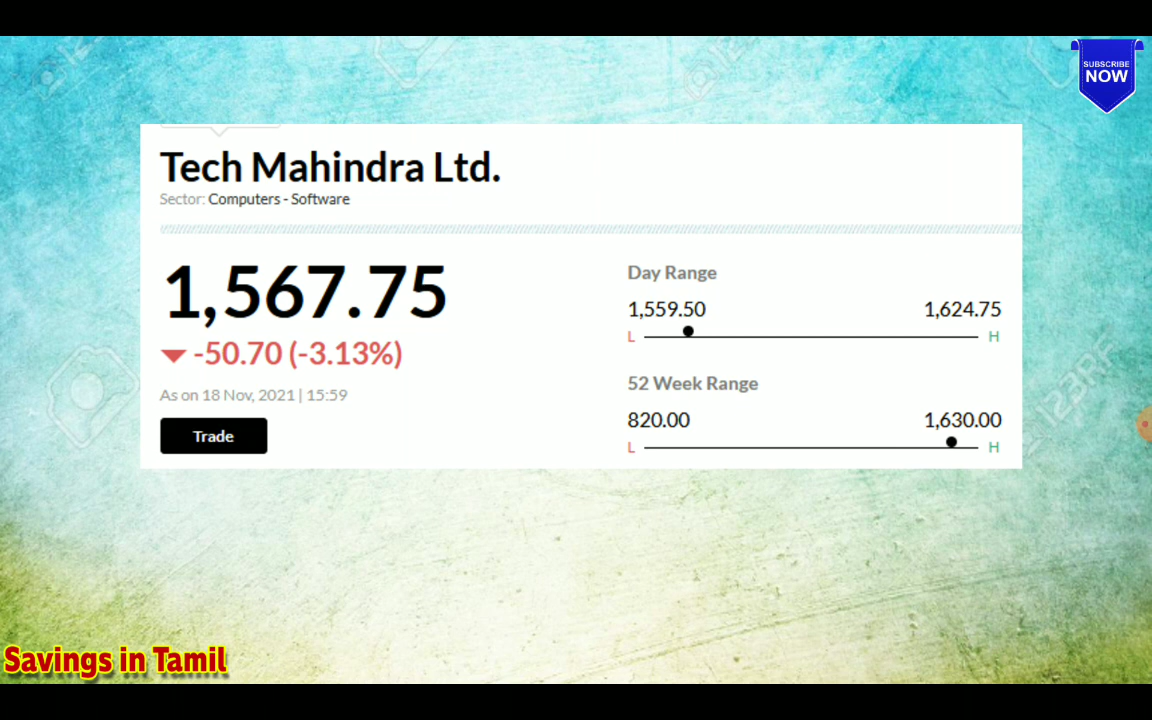 SUBSCRIBE
NOW
Tech Mahindra Ltd.
Sector: Computers - Software
1,567.75
-50.70 (-3.13%)
As on 18 Nov, 2021 | 15:59
Trade
Day Range
1,559.50 1,624.75
L H
52 Week Range
820.00 1,630.00
L H
123RF
Savings in Tamil